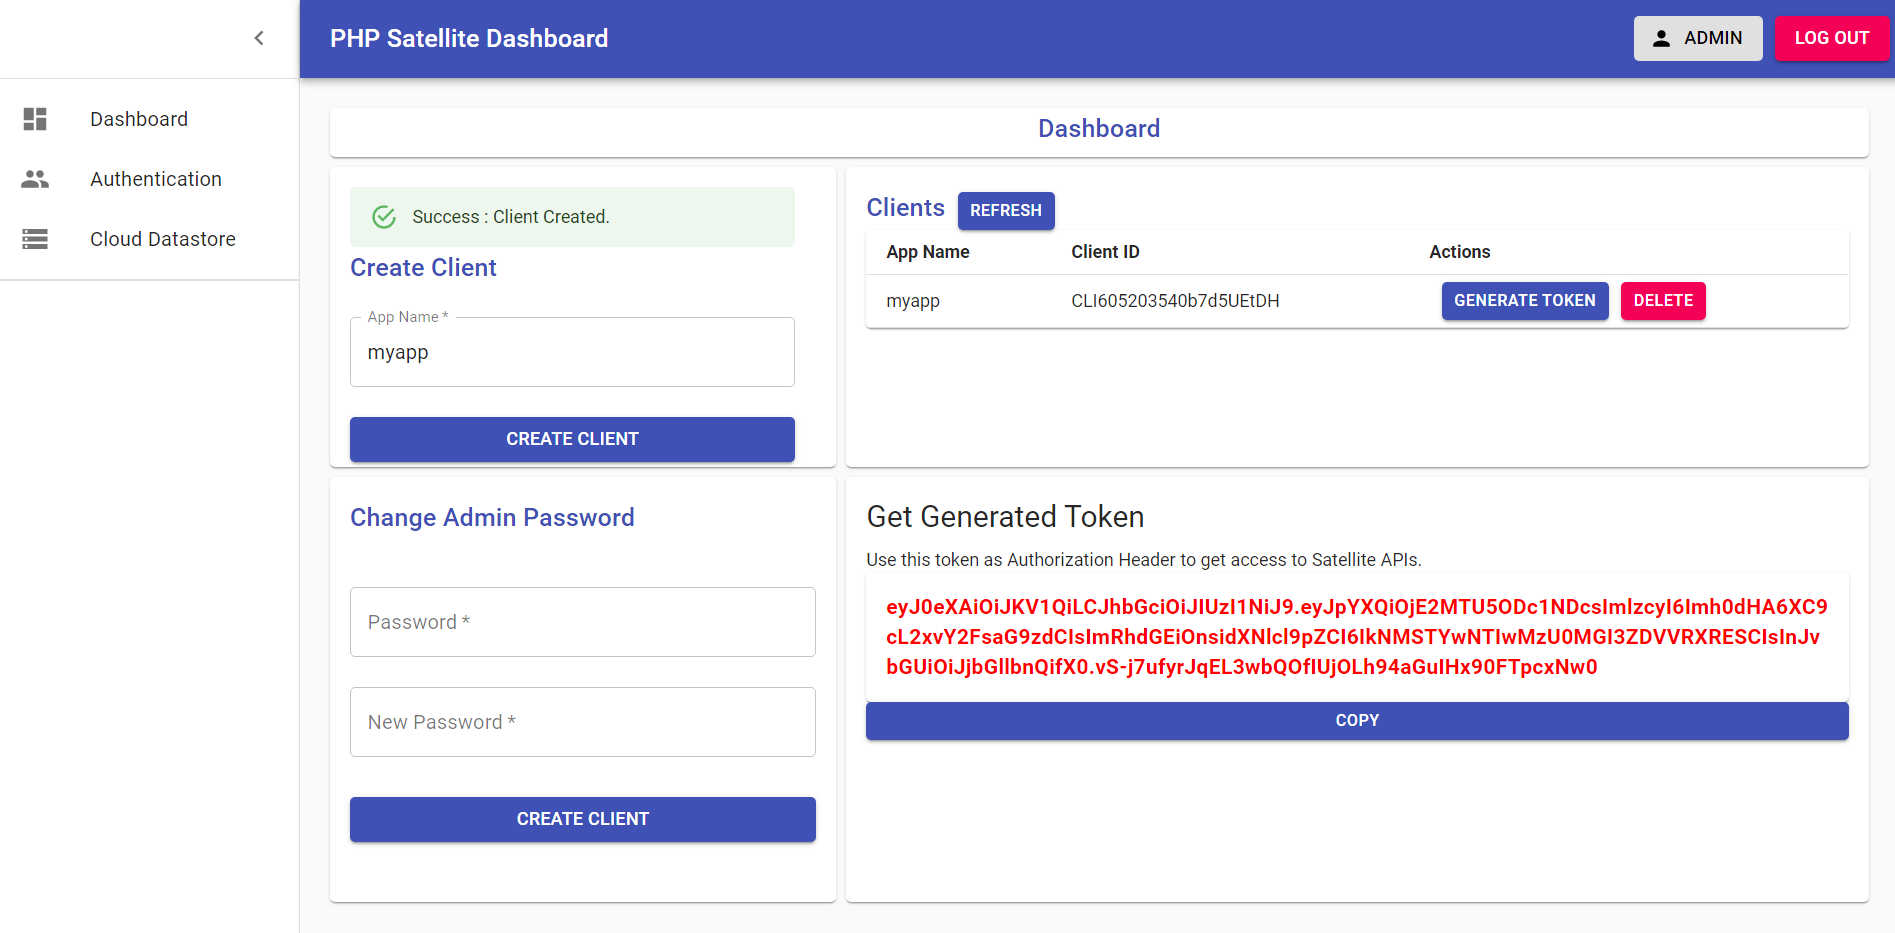 PHP Satellite Dashboard
ADMIN
LOG OUT
Dashboard
Authentication
Cloud Datastore
Dashboard
Success : Client Created.
Create Client
App Name *
myapp
CREATE CLIENT
Clients
REFRESH
App Name Client ID Actions
myapp CLI605203540b7d5UEtDH GENERATE TOKEN DELETE
Change Admin Password
Password *
New Password *
CREATE CLIENT
Get Generated Token
Use this token as Authorization Header to get access to Satellite APIs.
eyJ0eXAiOiJKV1QiLCJhbGciOiJIUzI1NiJ9.eyJpYXQiOjE2MTU5ODc1NDcsImlzcyI6Imh0dHA6XC9
cL2xvY2FsaG9zdCIsImRhdGEiOnsidXNlcl9pZCI6IkNMSTYwNTIwMzU0MGI3ZDVVRXRESCIsInJv
bGUiOiJjbGllbnQifX0.vS-j7ufyrJqEL3wbQOfIUjOLh94aGuIHx90FTpcxNw0
COPY